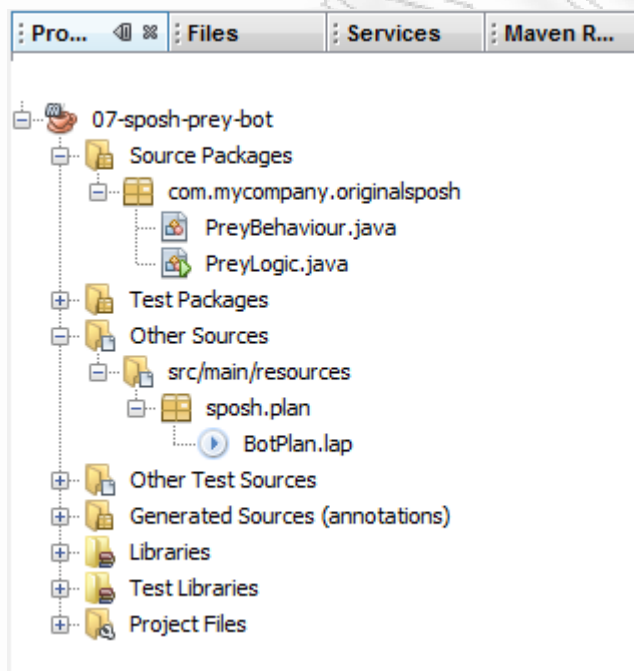 Pro... Files Services Maven R...
07-sposh-prey-bot
Source Packages
com.mycompany.originalsposh
PreyBehaviour.java
PreyLogic.java
Test Packages
Other Sources
src/main/resources
sposh.plan
BotPlan.lap
Other Test Sources
Generated Sources (annotations)
Libraries
Test Libraries
Project Files